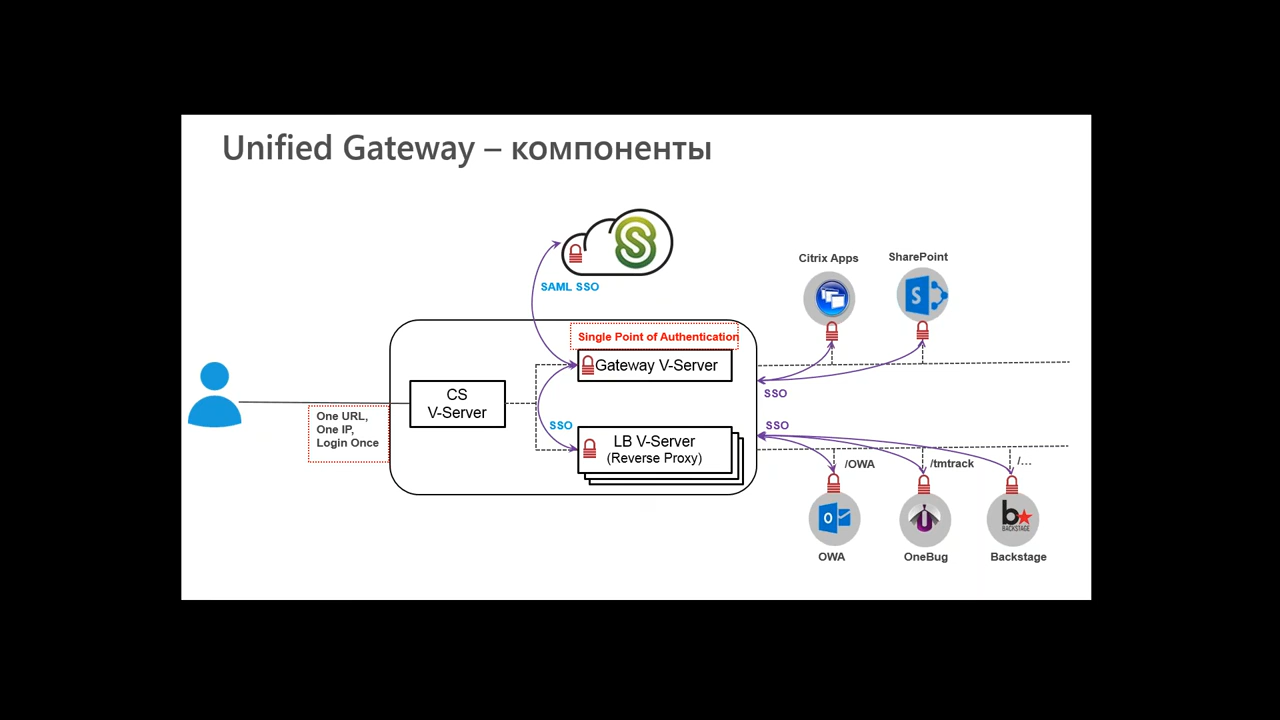 Unified Gateway – компоненты
SAML SSO
Citrix Apps
SharePoint
S
Single Point of Authentication
Gateway V-Server
CS
V-Server
One URL,
One IP,
Login Once
SSO
SSO
SSO
LB V-Server
(Reverse Proxy)
/OWA
/tmtrack
/...
b
BACKSTAGE
OWA
OneBug
Backstage